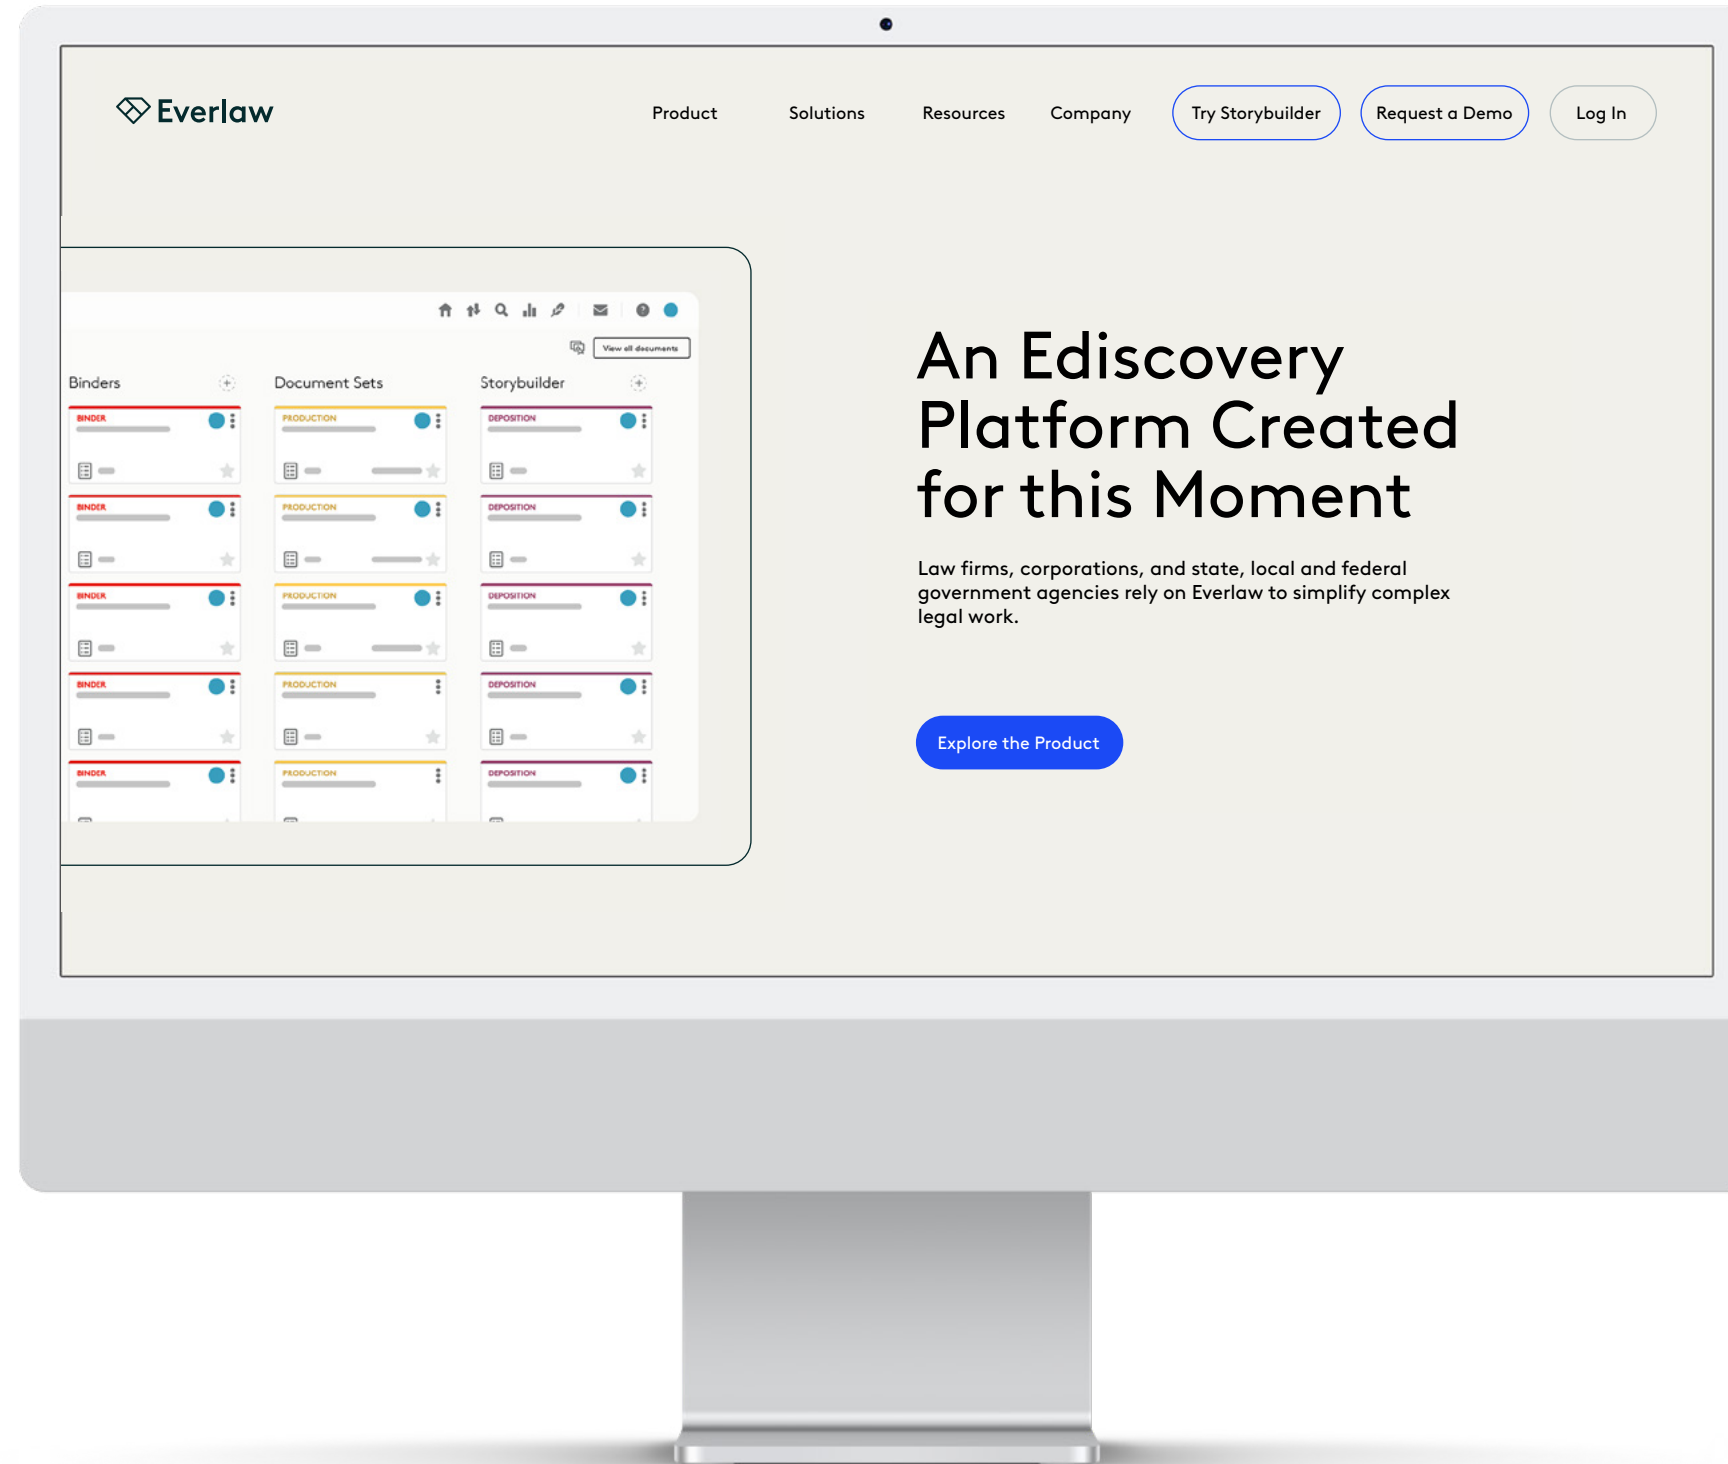 Everlaw
Product
Solutions
Resources
Company
Try Storybuilder
Request a Demo
Log In
View all documents
Binders
Document Sets
Storybuilder
BINDER
PRODUCTION
DEPOSITION
BINDER
PRODUCTION
DEPOSITION
BINDER
PRODUCTION
DEPOSITION
BINDER
PRODUCTION
DEPOSITION
BINDER
PRODUCTION
DEPOSITION
An Ediscovery
Platform Created
for this Moment
Law firms, corporations, and state, local and federal
government agencies rely on Everlaw to simplify complex
legal work.
Explore the Product